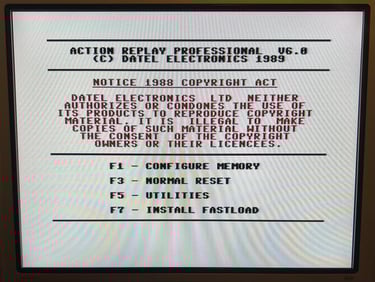 ACTION REPLAY PROFESSIONAL V6.0
(C) DATEL ELECTRONICS 1989
NOTICE 1988 COPYRIGHT ACT
DATEL ELECTRONICS LTD NEITHER
AUTHORIZES OR CONDONES THE USE OF
ITS PRODUCTS TO REPRODUCE COPYRIGHT
MATERIAL. IT IS ILLEGAL TO MAKE
COPIES OF SUCH MATERIAL WITHOUT
THE CONSENT OF THE COPYRIGHT
OWNERS OR THEIR LICENCEES.
F1 - CONFIGURE MEMORY
F3 - NORMAL RESET
F5 - UTILITIES
F7 - INSTALL FASTLOAD